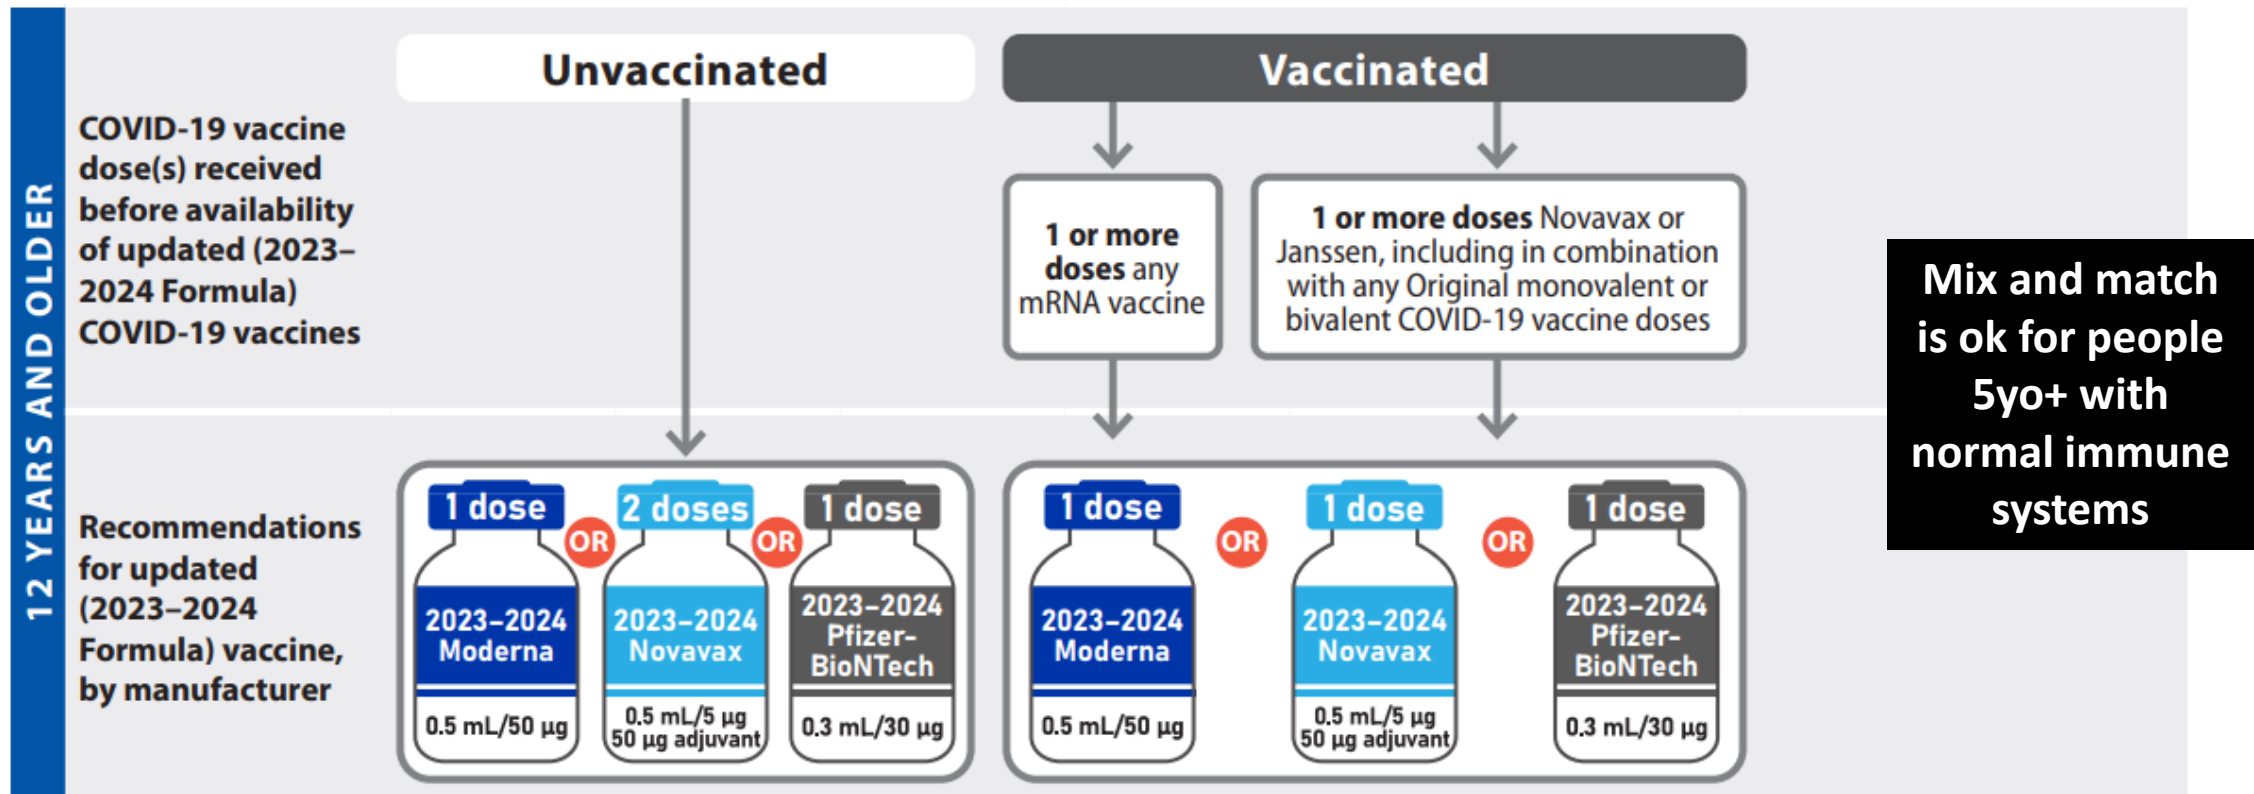 12 YEARS AND OLDER
Unvaccinated
Vaccinated
COVID-19 vaccine
dose(s) received
before availability
of updated (2023–
2024 Formula)
COVID-19 vaccines
1 or more
doses any
mRNA vaccine
1 or more doses Novavax or
Janssen, including in combination
with any Original monovalent or
bivalent COVID-19 vaccine doses
Mix and match
is ok for people
5yo+ with
normal immune
systems
Recommendations
for updated
(2023–2024
Formula) vaccine,
by manufacturer
1 dose
2023–2024
Moderna
0.5 mL/50 µg
OR
2 doses
2023–2024
Novavax
0.5 mL/5 µg
50 µg adjuvant
OR
1 dose
2023–2024
Pfizer-
BioNTech
0.3 mL/30 µg
1 dose
2023–2024
Moderna
0.5 mL/50 µg
OR
1 dose
2023–2024
Novavax
0.5 mL/5 µg
50 µg adjuvant
OR
1 dose
2023–2024
Pfizer-
BioNTech
0.3 mL/30 µg